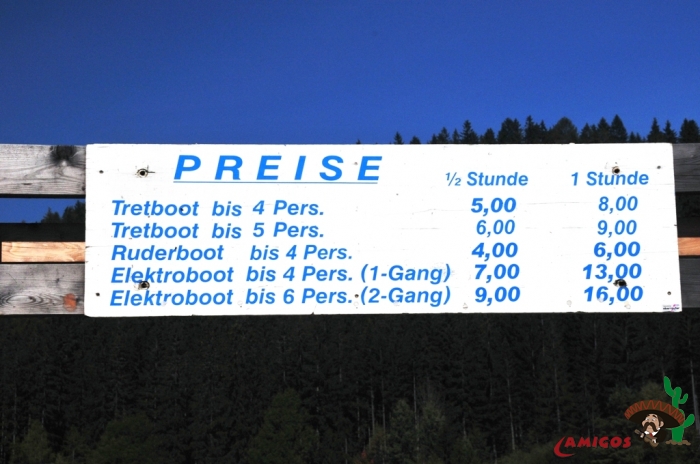 PREISE
½ Stunde 1 Stunde
Tretboot bis 4 Pers. 5,00 8,00
Tretboot bis 5 Pers. 6,00 9,00
Ruderboot bis 4 Pers. 4,00 6,00
Elektroboot bis 4 Pers. (1-Gang) 7,00 13,00
Elektroboot bis 6 Pers. (2-Gang) 9,00 16,00
LAMIGOS